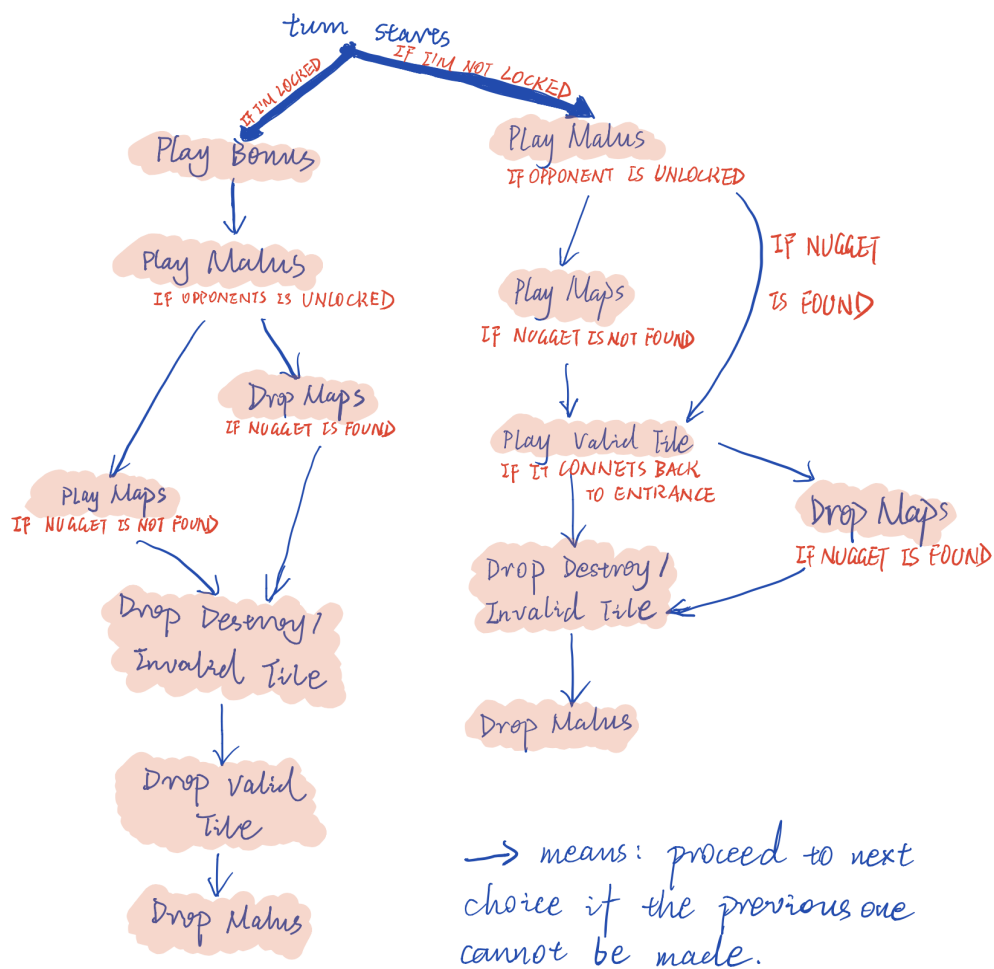 turn starts
IF I'M LOCKED
IF I'M NOT LOCKED
Play Bonus
Play Malus
IF OPPONENTS IS UNLOCKED
Drop Maps
IF NUGGET IS FOUND
Play Maps
IF NUGGET IS NOT FOUND
Drop Destroy/
Invalid Tile
Drop Valid
Tile
Drop Malus
Play Malus
IF OPPONENT IS UNLOCKED
IF NUGGET
IS FOUND
Play Maps
IF NUGGET IS NOT FOUND
Play Valid Tile
IF IT CONNETS BACK
TO ENTRANCE
Drop Maps
IF NUGGET IS FOUND
Drop Destroy/
Invalid Tile
Drop Malus
→ means: proceed to next
choice if the previous one
cannot be made.